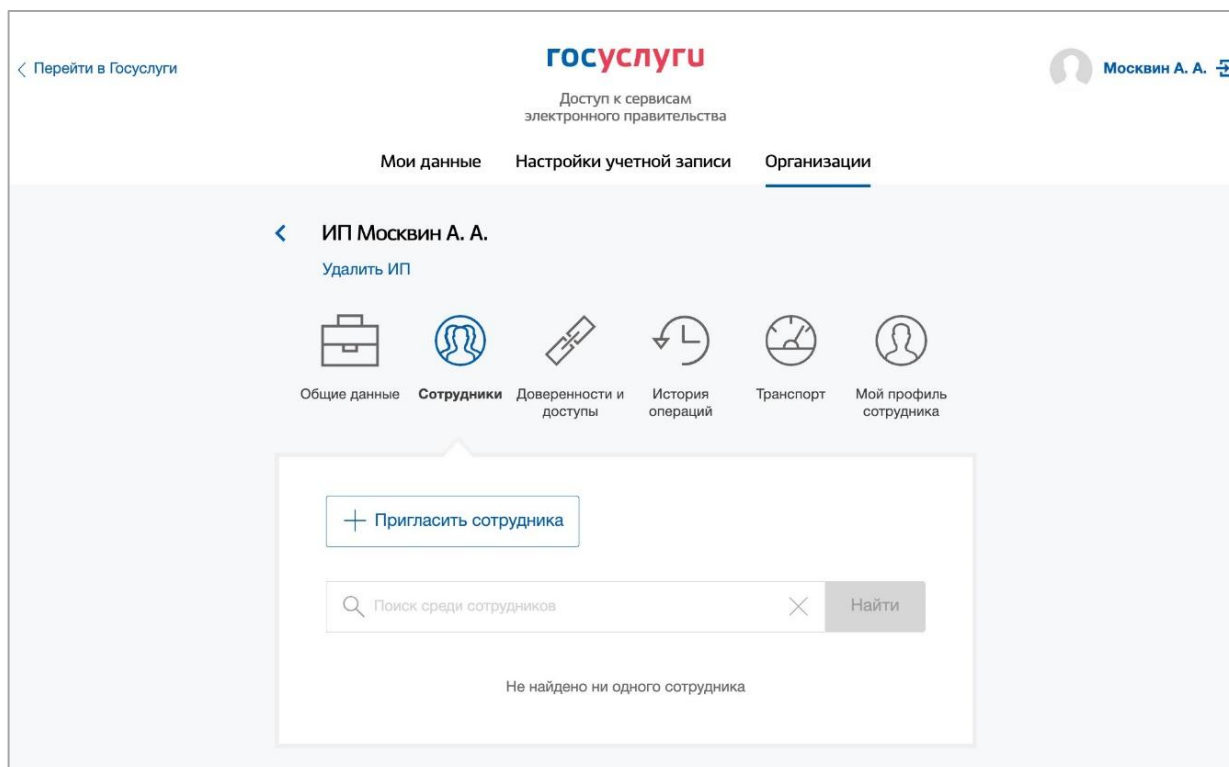 Перейти в Госуслуги
госуслуги
Москвин А. А.
Доступ к сервисам
электронного правительства
Мои данные Настройки учетной записи Организации
ИП Москвин А. А.
Удалить ИП
Общие данные
Сотрудники
Доверенности и
доступы
История
операций
Транспорт
Мой профиль
сотрудника
Пригласить сотрудника
Поиск среди сотрудников
Найти
Не найдено ни одного сотрудника